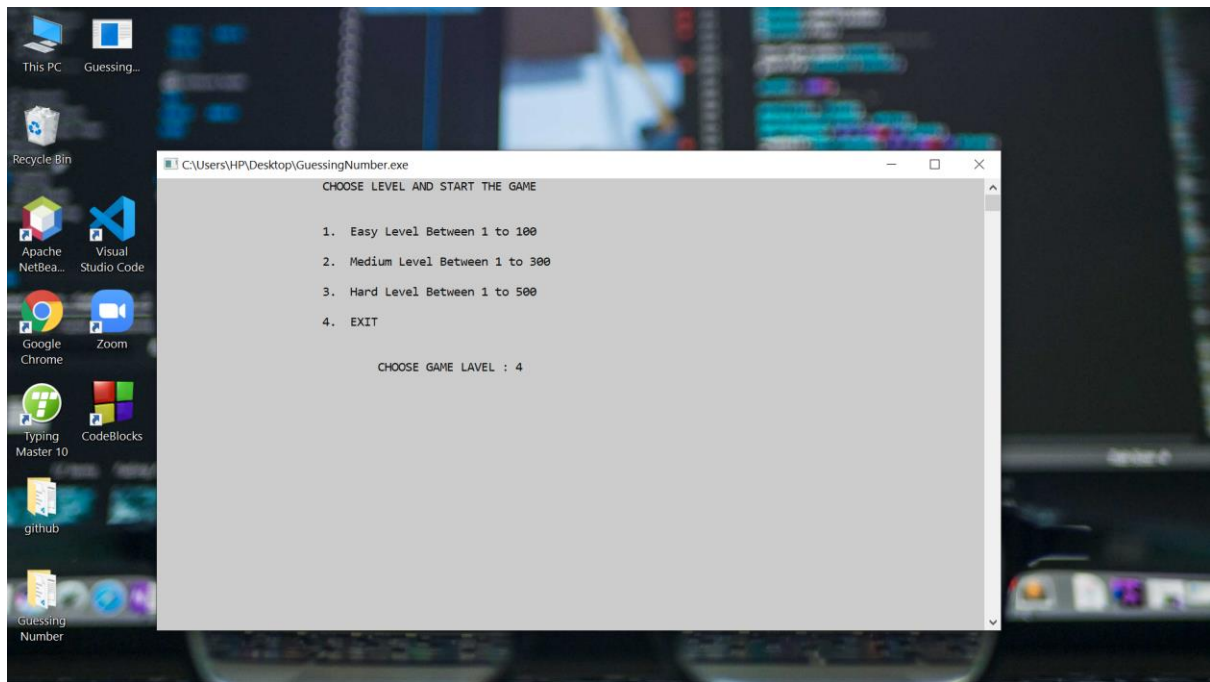 This PC
Guessing...
Recycle Bin
Apache
NetBea...
Visual
Studio Code
Google
Chrome
Zoom
Typing
Master 10
CodeBlocks
github
Guessing
Number
C:\Users\HP\Desktop\GuessingNumber.exe
CHOOSE LEVEL AND START THE GAME
1. Easy Level Between 1 to 100
2. Medium Level Between 1 to 300
3. Hard Level Between 1 to 500
4. EXIT
CHOOSE GAME LAVEL : 4